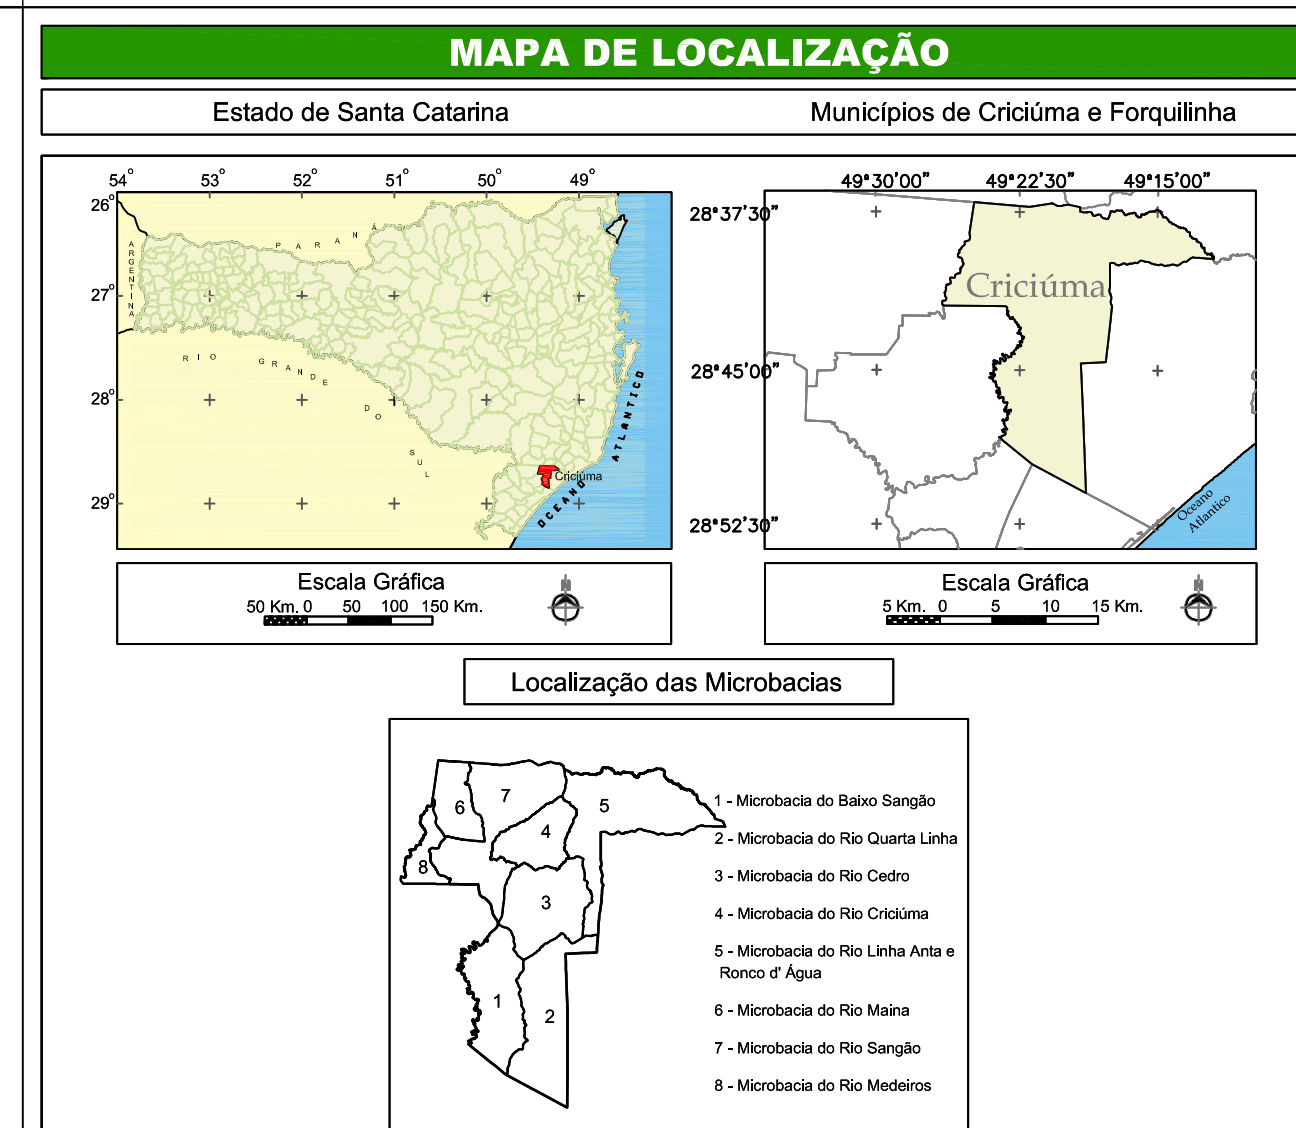 MAPA DE LOCALIZAÇÃO
Estado de Santa Catarina
Municípios de Criciúma e Forquilinha
54° 53° 52° 51° 50° 49°
26°
27°
28°
29°
ARGENTINA
PARANÁ
RIO GRANDE DO SUL
Criciúma
OCEANO ATLANTICO
49°30'00" 49°22'30" 49°15'00"
28°37'30"
28°45'00"
28°52'30"
Criciúma
Oceano
Atlantico
Escala Gráfica
N
50 Km. 0 50 100 150 Km.
Escala Gráfica
N
5 Km. 0 5 10 15 Km.
Localização das Microbacias
6
7
5
4
8
3
1
2
1 - Microbacia do Baixo Sangão
2 - Microbacia do Rio Quarta Linha
3 - Microbacia do Rio Cedro
4 - Microbacia do Rio Criciúma
5 - Microbacia do Rio Linha Anta e
Ronco d' Água
6 - Microbacia do Rio Maina
7 - Microbacia do Rio Sangão
8 - Microbacia do Rio Medeiros